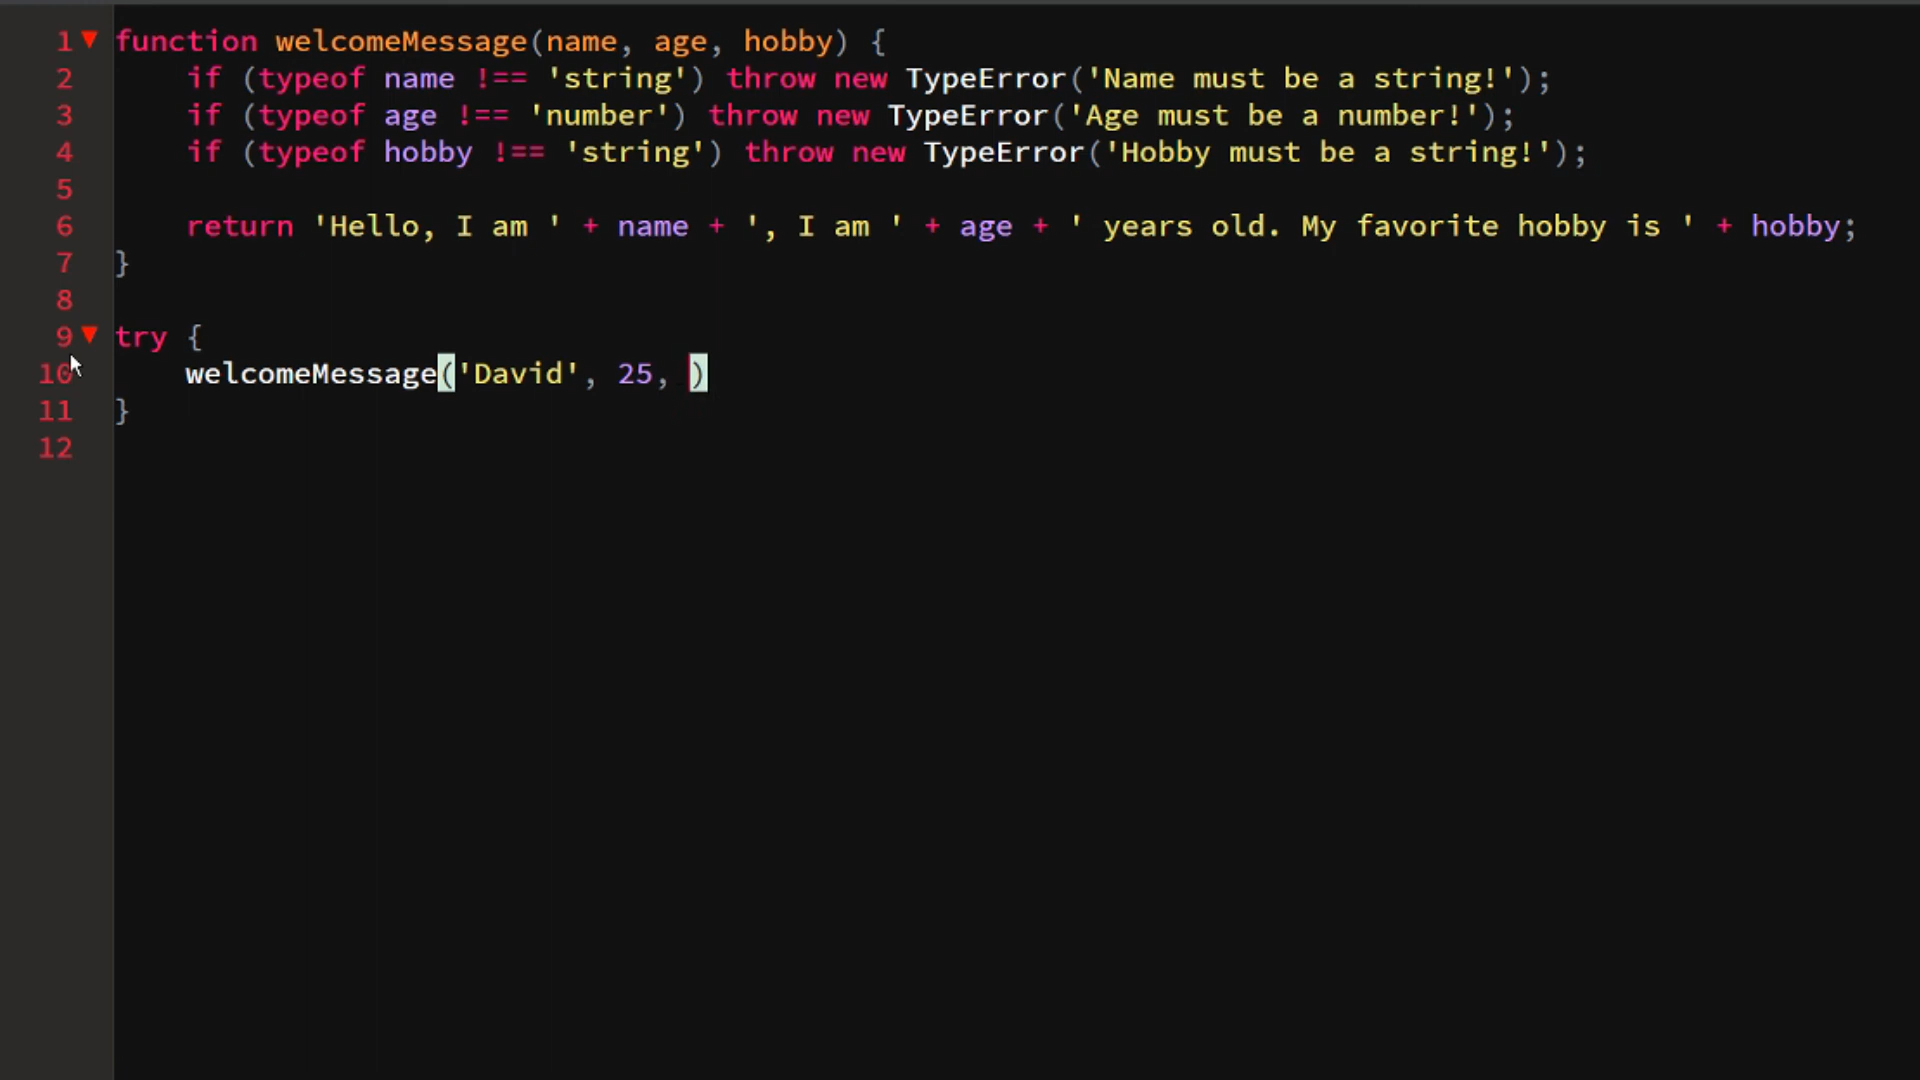 1 function welcomeMessage(name, age, hobby) {
2 if (typeof name !== 'string') throw new TypeError('Name must be a string!');
3 if (typeof age !== 'number') throw new TypeError('Age must be a number!');
4 if (typeof hobby !== 'string') throw new TypeError('Hobby must be a string!');
5
6 return 'Hello, I am ' + name + ', I am ' + age + ' years old. My favorite hobby is ' + hobby;
7 }
8
9 try {
10 welcomeMessage('David', 25, )
11 }
12